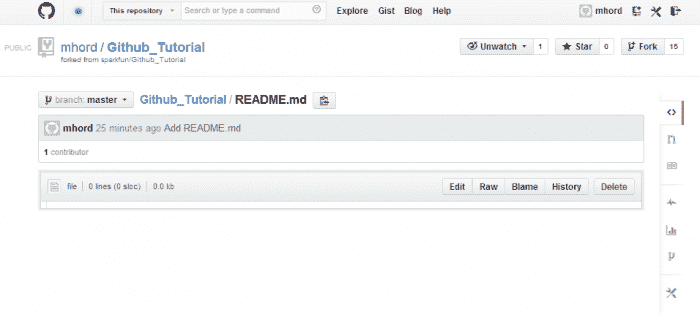 This repository Search or type a command Explore Gist Blog Help mhord
PUBLIC mhord / Github_Tutorial Unwatch 1 Star 0 Fork 15
forked from sparkfun/Github_Tutorial
branch: master Github_Tutorial / README.md
mhord 25 minutes ago Add README.md
1 contributor
file 0 lines (0 sloc) 0.0 kb Edit Raw Blame History Delete